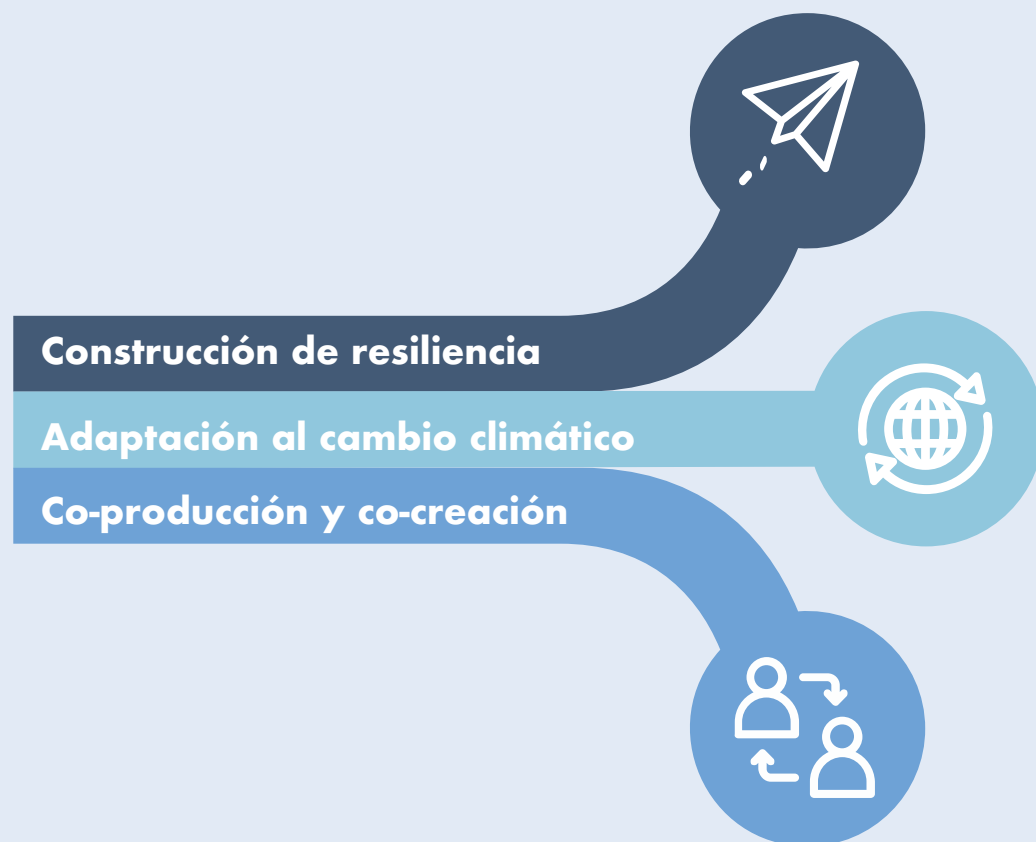 Construcción de resiliencia
Adaptación al cambio climático
Co-producción y co-creación